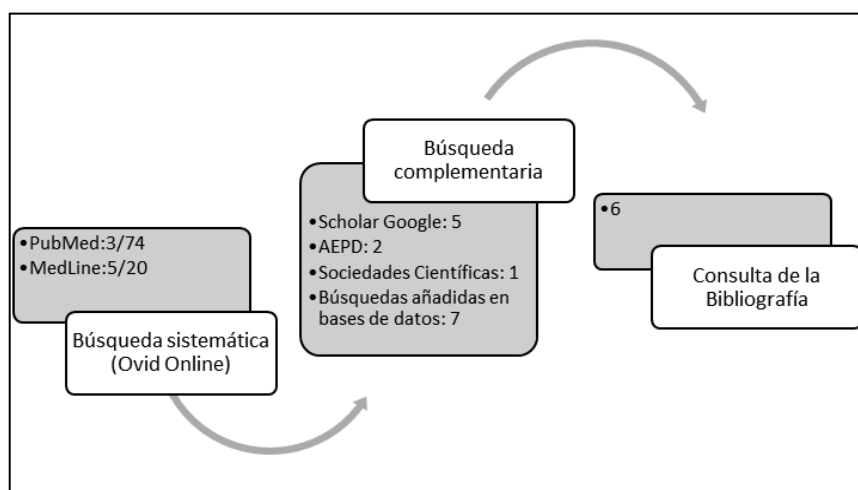 •PubMed:3/74
•MedLine:5/20
Búsqueda sistemática
(Ovid Online)
Búsqueda
complementaria
•Scholar Google: 5
•AEPD: 2
•Sociedades Científicas: 1
•Búsquedas añadidas en
bases de datos: 7
•6
Consulta de la
Bibliografía